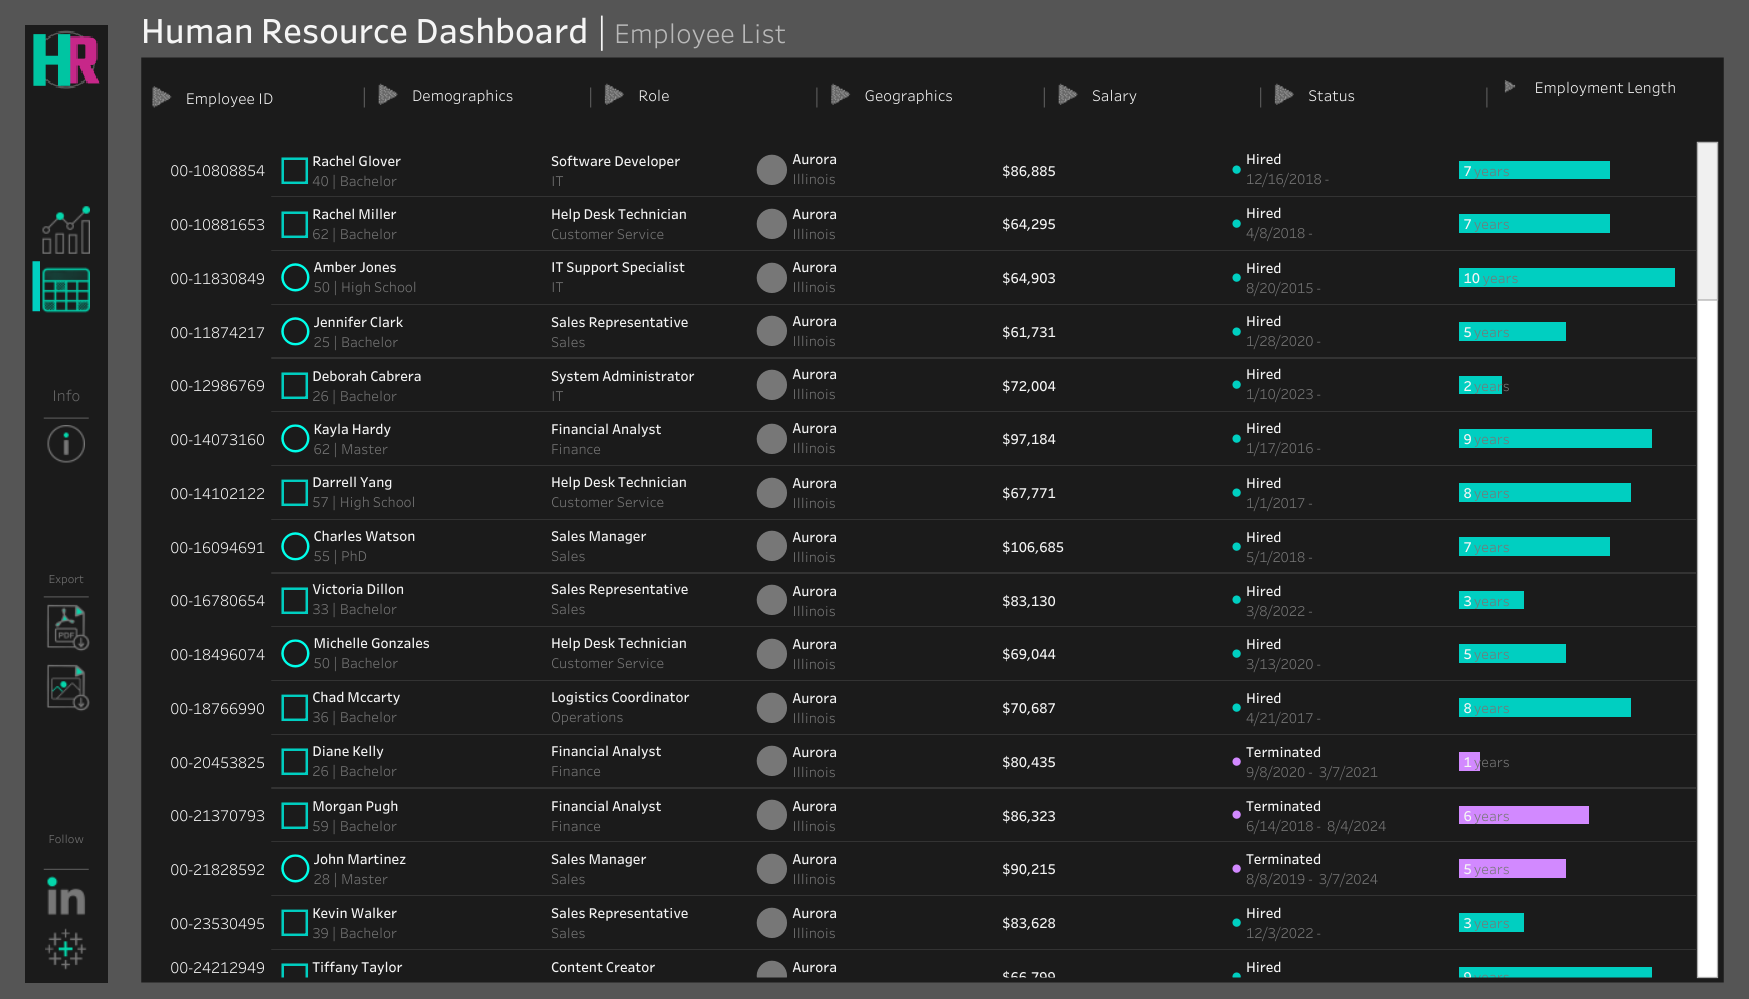 HR
Human Resource Dashboard | Employee List
Employee ID | Demographics | Role | Geographics | Salary | Status | Employment Length
00-10808854 Rachel Glover Software Developer Aurora $86,885 Hired 7 years
40 | Bachelor IT Illinois 12/16/2018 -
00-10881653 Rachel Miller Help Desk Technician Aurora $64,295 Hired 7 years
62 | Bachelor Customer Service Illinois 4/8/2018 -
00-11830849 Amber Jones IT Support Specialist Aurora $64,903 Hired 10 years
50 | High School IT Illinois 8/20/2015 -
00-11874217 Jennifer Clark Sales Representative Aurora $61,731 Hired 5 years
25 | Bachelor Sales Illinois 1/28/2020 -
00-12986769 Deborah Cabrera System Administrator Aurora $72,004 Hired 2 years
26 | Bachelor IT Illinois 1/10/2023 -
00-14073160 Kayla Hardy Financial Analyst Aurora $97,184 Hired 9 years
62 | Master Finance Illinois 1/17/2016 -
00-14102122 Darrell Yang Help Desk Technician Aurora $67,771 Hired 8 years
57 | High School Customer Service Illinois 1/1/2017 -
00-16094691 Charles Watson Sales Manager Aurora $106,685 Hired 7 years
55 | PhD Sales Illinois 5/1/2018 -
00-16780654 Victoria Dillon Sales Representative Aurora $83,130 Hired 3 years
33 | Bachelor Sales Illinois 3/8/2022 -
00-18496074 Michelle Gonzales Help Desk Technician Aurora $69,044 Hired 5 years
50 | Bachelor Customer Service Illinois 3/13/2020 -
00-18766990 Chad Mccarty Logistics Coordinator Aurora $70,687 Hired 8 years
36 | Bachelor Operations Illinois 4/21/2017 -
00-20453825 Diane Kelly Financial Analyst Aurora $80,435 Terminated 1 years
26 | Bachelor Finance Illinois 9/8/2020 - 3/7/2021
00-21370793 Morgan Pugh Financial Analyst Aurora $86,323 Terminated 6 years
59 | Bachelor Finance Illinois 6/14/2018 - 8/4/2024
00-21828592 John Martinez Sales Manager Aurora $90,215 Terminated 5 years
28 | Master Sales Illinois 8/8/2019 - 3/7/2024
00-23530495 Kevin Walker Sales Representative Aurora $83,628 Hired 3 years
39 | Bachelor Sales Illinois 12/3/2022 -
00-24212949 Tiffany Taylor Content Creator Aurora $66,799 Hired 9 years
Info
i
Export
PDF
Follow
in